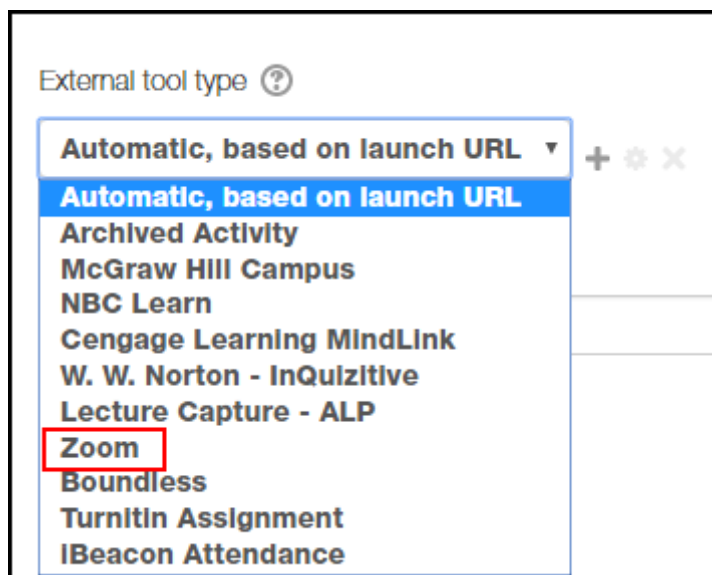 External tool type ?
Automatic, based on launch URL
Automatic, based on launch URL
Archived Activity
McGraw Hill Campus
NBC Learn
Cengage Learning MindLink
W. W. Norton - InQuizitive
Lecture Capture - ALP
Zoom
Boundless
Turnitin Assignment
iBeacon Attendance